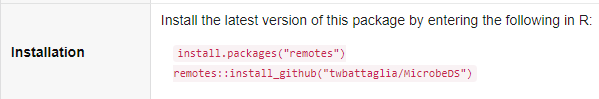 Install the latest version of this package by entering the following in R:
Installation
install.packages("remotes")
remotes::install_github("twbattaglia/MicrobeDS")